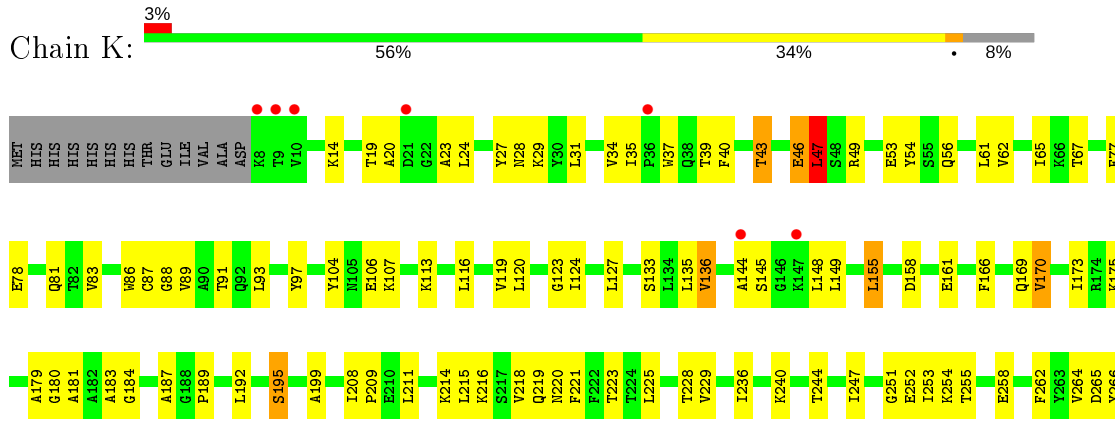 3%
Chain K:
56% 34% • 8%
MET HIS HIS HIS HIS HIS HIS THR GLU ILE VAL ALA ASP K8 T9 V10 K14 T19 A20 D21 G22 A23 L24 Y27 N28 K29 Y30 L31 V34 I35 P36 W37 Q38 T39 F40 T43 E46 L47 S48 R49 E53 Y54 S55 Q56 L61 V62 I65 K66 T67 E77
E78 Q81 T82 V83 W86 C87 G88 V89 A90 T91 Q92 L93 Y97 Y104 N105 E106 K107 K113 L116 V119 L120 G123 I124 L127 S133 L134 L135 V136 A144 S145 G146 K147 L148 L149 L155 D158 E161 F166 Q169 V170 I173 R174 K175
A179 G180 A181 A182 A183 G184 A187 G188 P189 L192 S195 A199 I208 P209 E210 L211 K214 L215 K216 S217 V218 Q219 N220 F221 F222 T223 T224 L225 T228 V229 I236 K240 T244 I247 G251 E252 I253 K254 T255 E258 F262 Y263 V264 D265